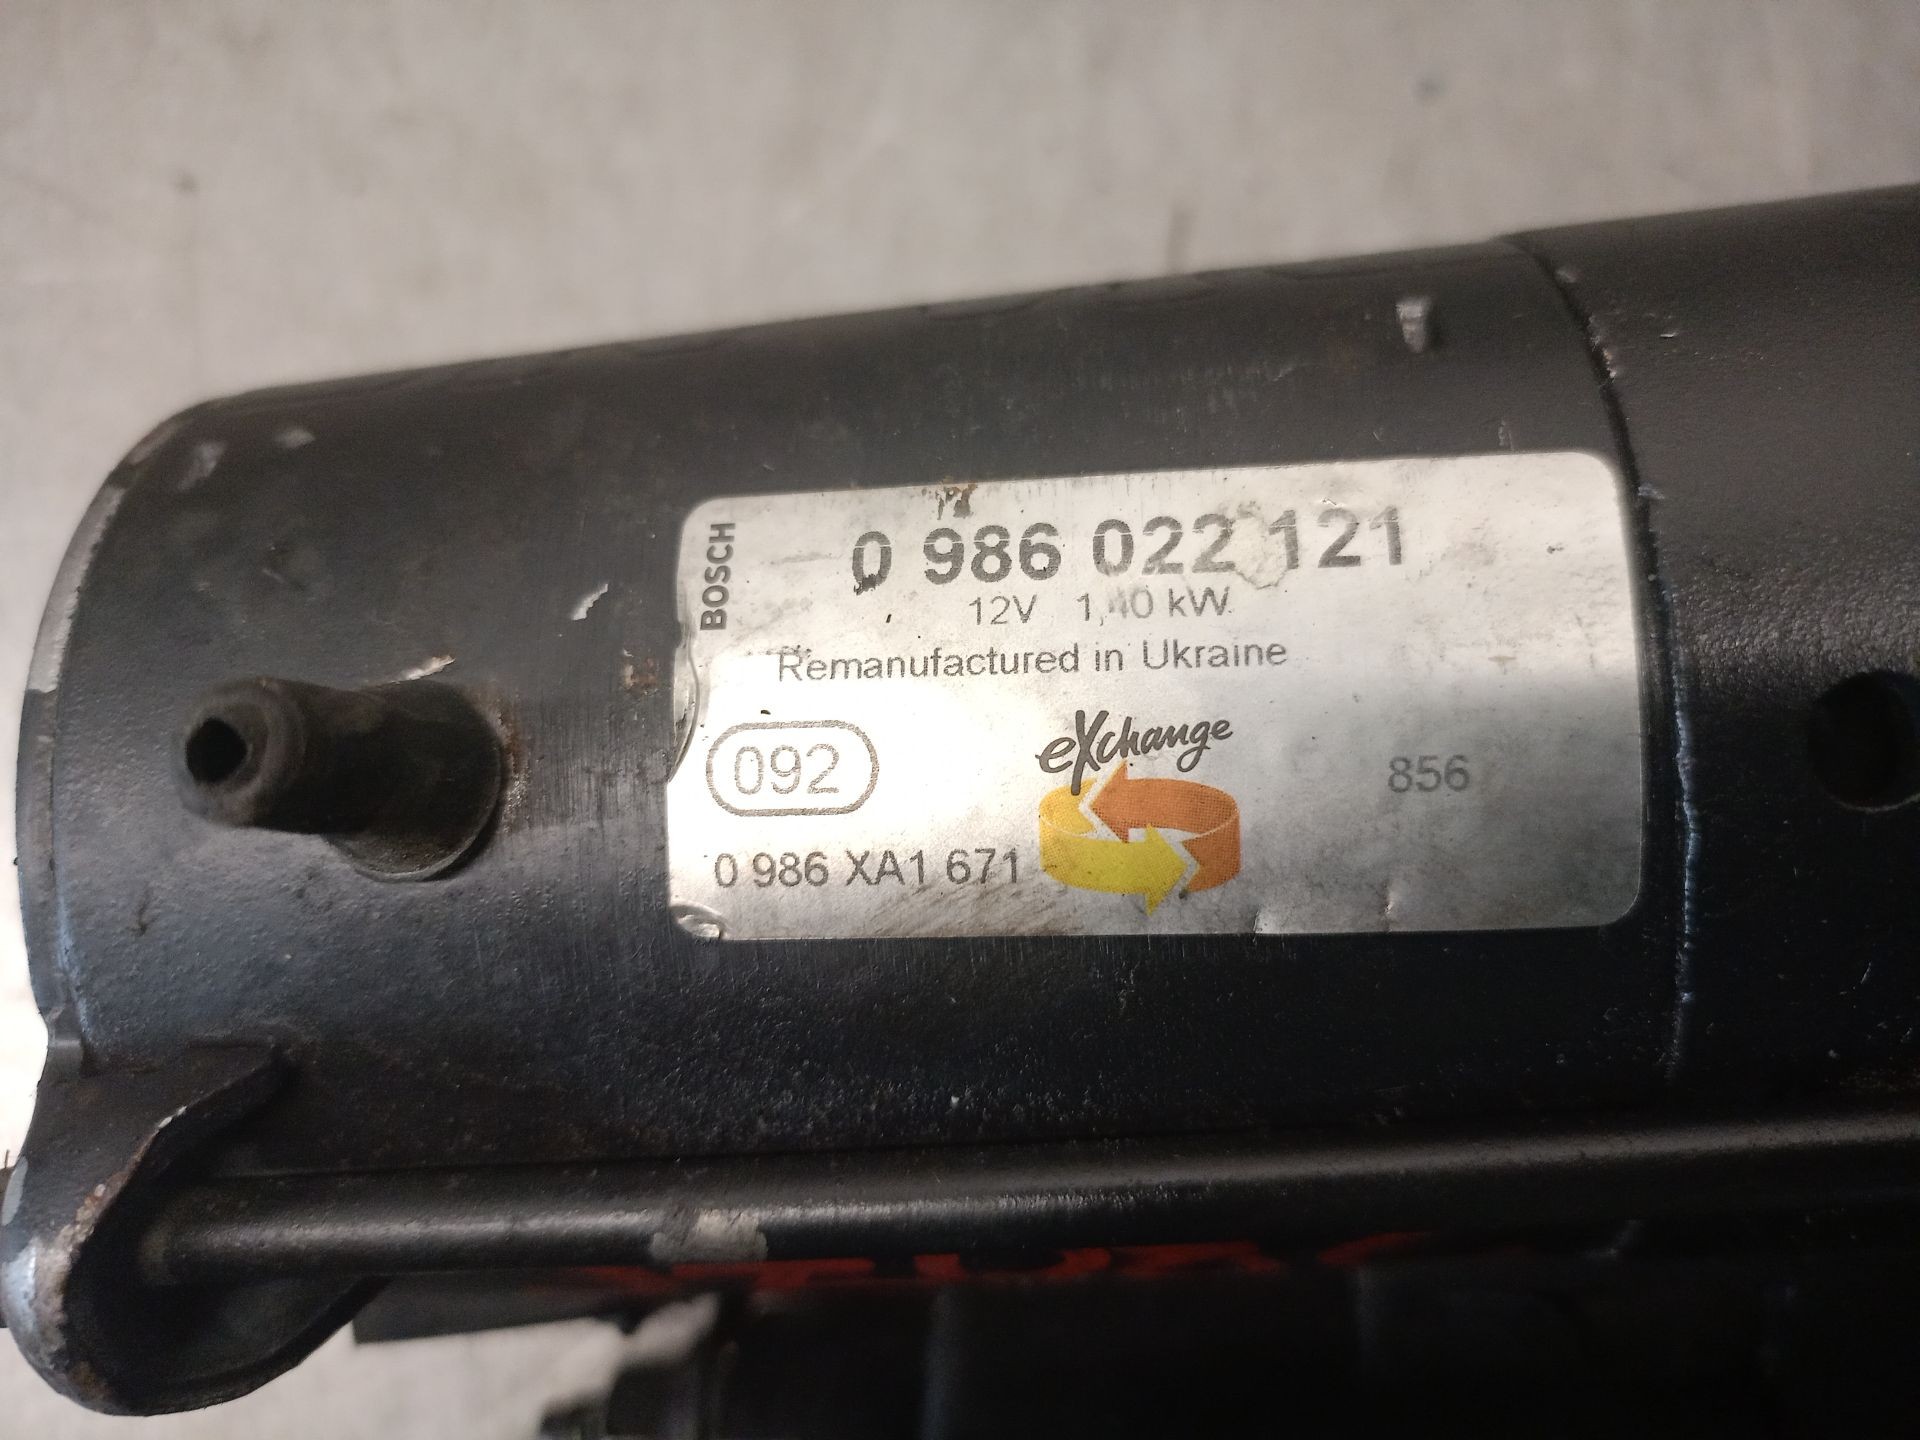 BOSCH
0 986 022 121
12V 1,40 kW
Remanufactured in Ukraine
092
eXchange
856
0 986 XA1 671